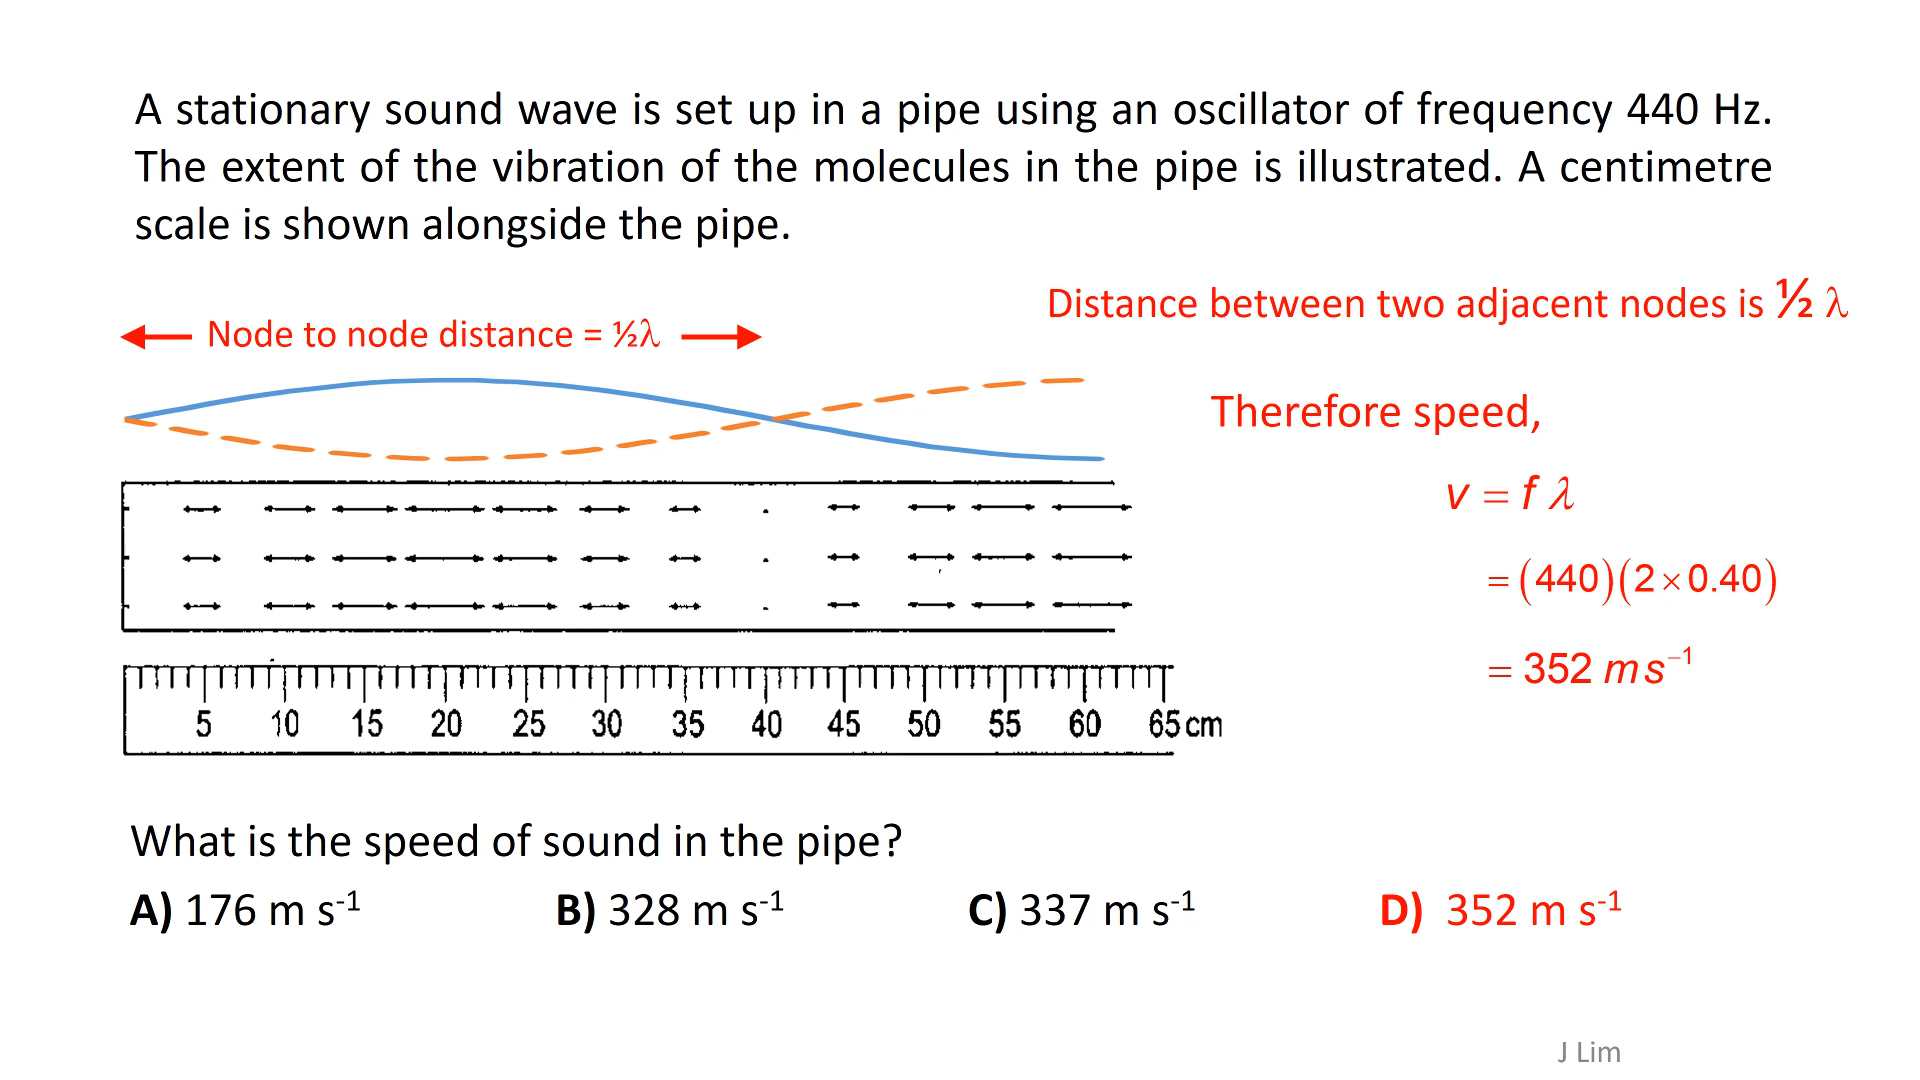 A stationary sound wave is set up in a pipe using an oscillator of frequency 440 Hz.
The extent of the vibration of the molecules in the pipe is illustrated. A centimetre
scale is shown alongside the pipe.
Distance between two adjacent nodes is ½ λ
Node to node distance = ½λ
Therefore speed,
v = f λ
= (440)(2 × 0.40)
= 352 m s⁻¹
5 10 15 20 25 30 35 40 45 50 55 60 65 cm
What is the speed of sound in the pipe?
A) 176 m s⁻¹ B) 328 m s⁻¹ C) 337 m s⁻¹ D) 352 m s⁻¹
J Lim